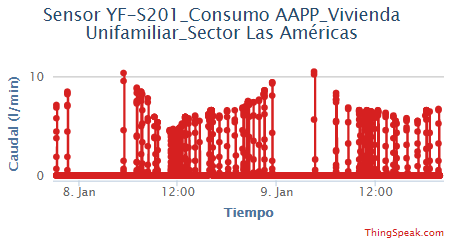 Sensor YF-S201_Consumo AAPP_Vivienda
Unifamiliar_Sector Las Américas
Caudal (l/min)
10
0
8. Jan
12:00
9. Jan
12:00
Tiempo
ThingSpeak.com